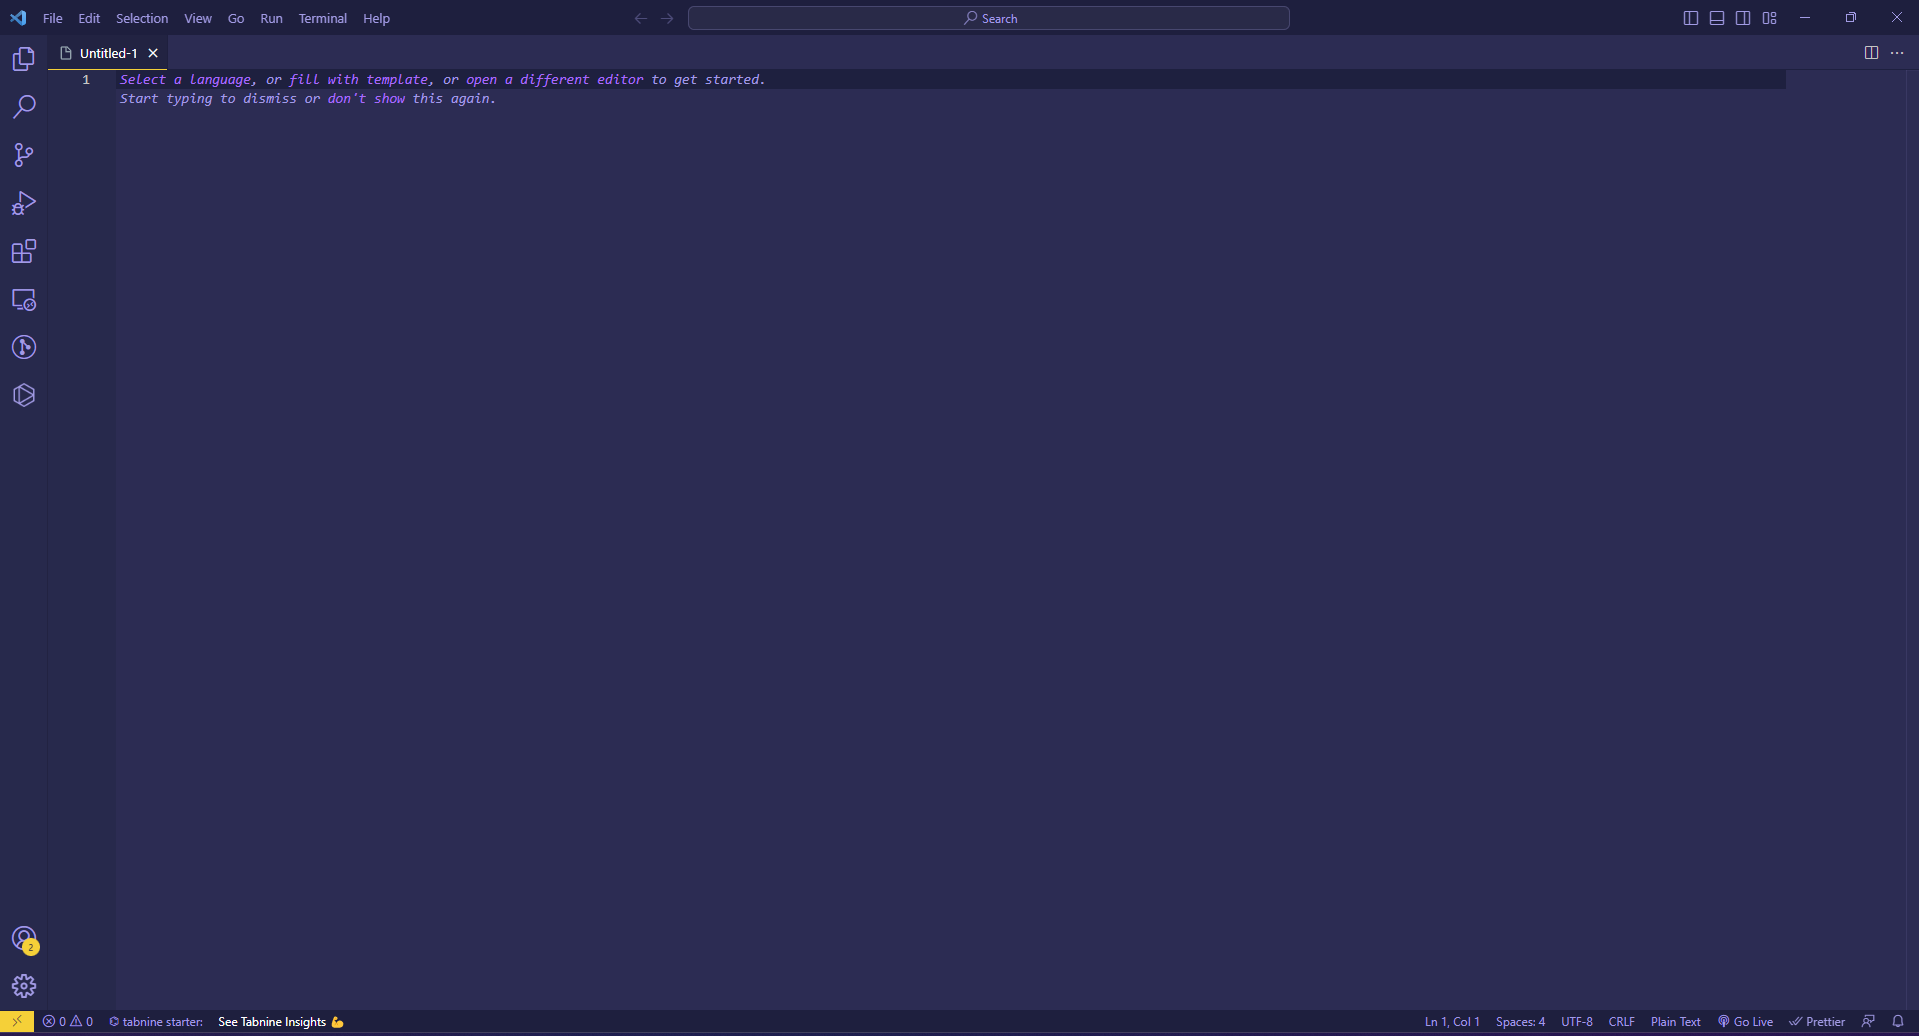 File Edit Selection View Go Run Terminal Help Search
Untitled-1
1 Select a language, or fill with template, or open a different editor to get started.
Start typing to dismiss or don't show this again.
2
0 0 tabnine starter: See Tabnine Insights 💪 Ln 1, Col 1 Spaces: 4 UTF-8 CRLF Plain Text Go Live Prettier